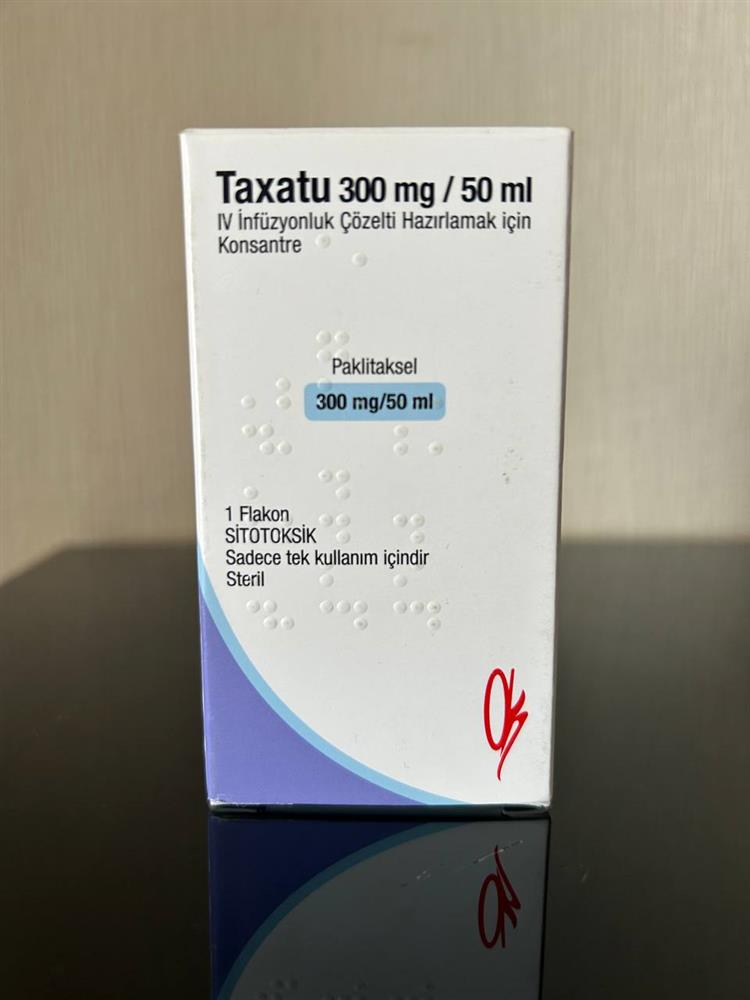 Taxatu 300 mg / 50 ml
IV İnfüzyonluk Çözelti Hazırlamak için
Konsantre
Paklitaksel
300 mg/50 ml
1 Flakon
SİTOTOKSİK
Sadece tek kullanım içindir
Steril